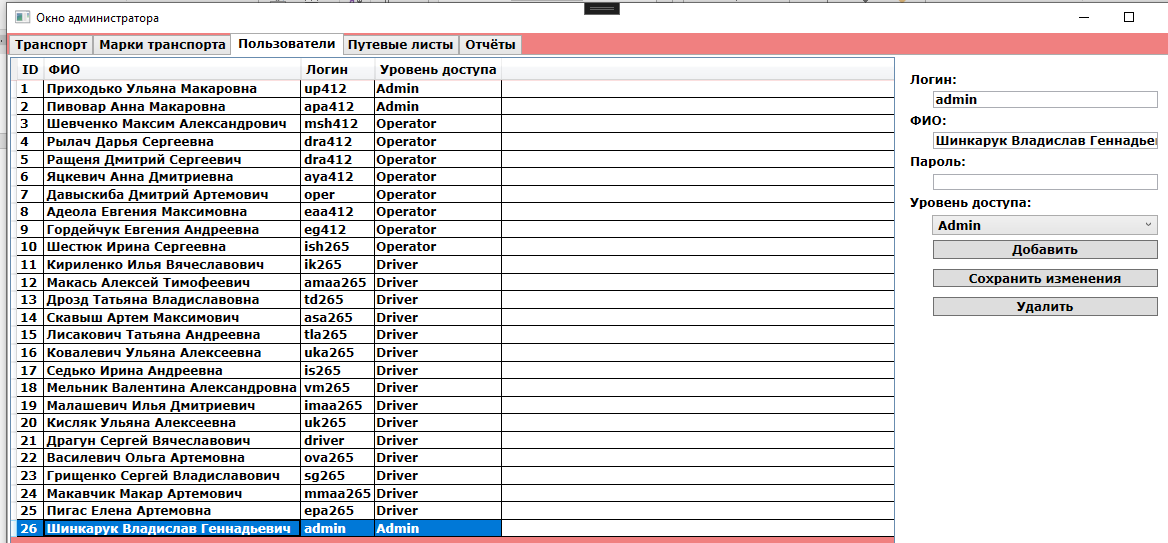 Окно администратора
Транспорт Марки транспорта Пользователи Путевые листы Отчёты
ID ФИО Логин Уровень доступа
1 Приходько Ульяна Макаровна up412 Admin
2 Пивовар Анна Макаровна apa412 Admin
3 Шевченко Максим Александрович msh412 Operator
4 Рылач Дарья Сергеевна dra412 Operator
5 Ращеня Дмитрий Сергеевич dra412 Operator
6 Яцкевич Анна Дмитриевна aya412 Operator
7 Давыскиба Дмитрий Артемович oper Operator
8 Адеола Евгения Максимовна eaa412 Operator
9 Гордейчук Евгения Андреевна eg412 Operator
10 Шестюк Ирина Сергеевна ish265 Operator
11 Кириленко Илья Вячеславович ik265 Driver
12 Макась Алексей Тимофеевич amaa265 Driver
13 Дрозд Татьяна Владиславовна td265 Driver
14 Скавыш Артем Максимович asa265 Driver
15 Лисакович Татьяна Андреевна tla265 Driver
16 Ковалевич Ульяна Алексеевна uka265 Driver
17 Седько Ирина Андреевна is265 Driver
18 Мельник Валентина Александровна vm265 Driver
19 Малашевич Илья Дмитриевич imaa265 Driver
20 Кисляк Ульяна Алексеевна uk265 Driver
21 Драгун Сергей Вячеславович driver Driver
22 Василевич Ольга Артемовна ova265 Driver
23 Грищенко Сергей Владиславович sg265 Driver
24 Макавчик Макар Артемович mmaa265 Driver
25 Пигас Елена Артемовна epa265 Driver
26 Шинкарук Владислав Геннадьевич admin Admin
Логин:
admin
ФИО:
Шинкарук Владислав Геннадье
Пароль:
Уровень доступа:
Admin
Добавить
Сохранить изменения
Удалить